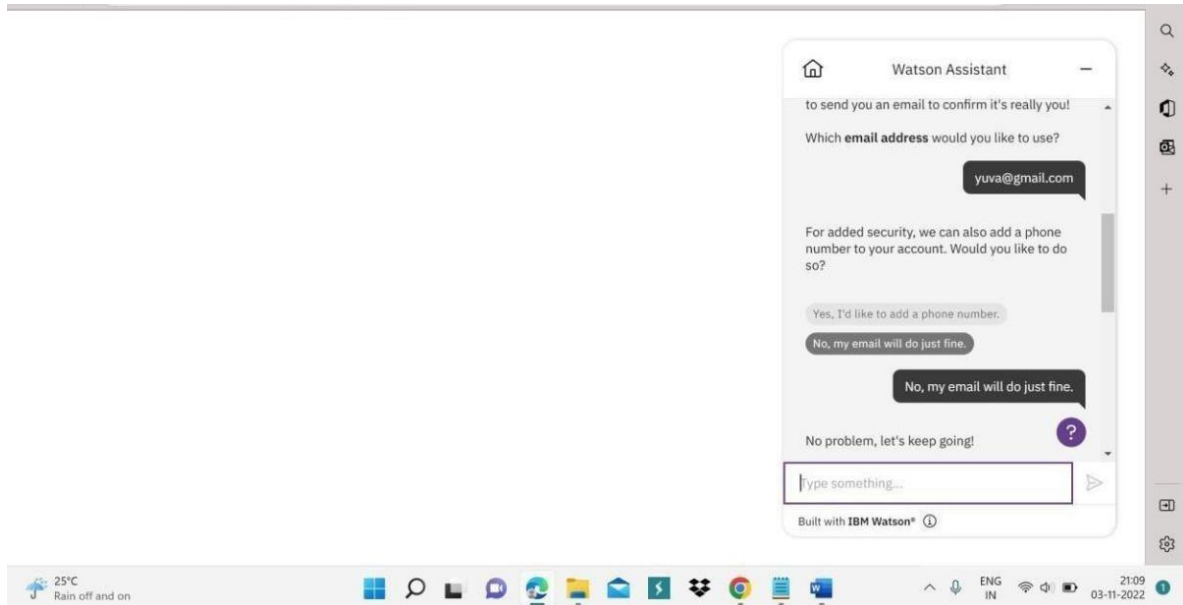 Watson Assistant
to send you an email to confirm it's really you!
Which email address would you like to use?
yuva@gmail.com
For added security, we can also add a phone
number to your account. Would you like to do
so?
Yes, I'd like to add a phone number.
No, my email will do just fine.
No, my email will do just fine.
?
No problem, let's keep going!
Type something...
Built with IBM Watson®
25°C
Rain off and on
ENG
IN
21:09
03-11-2022
1